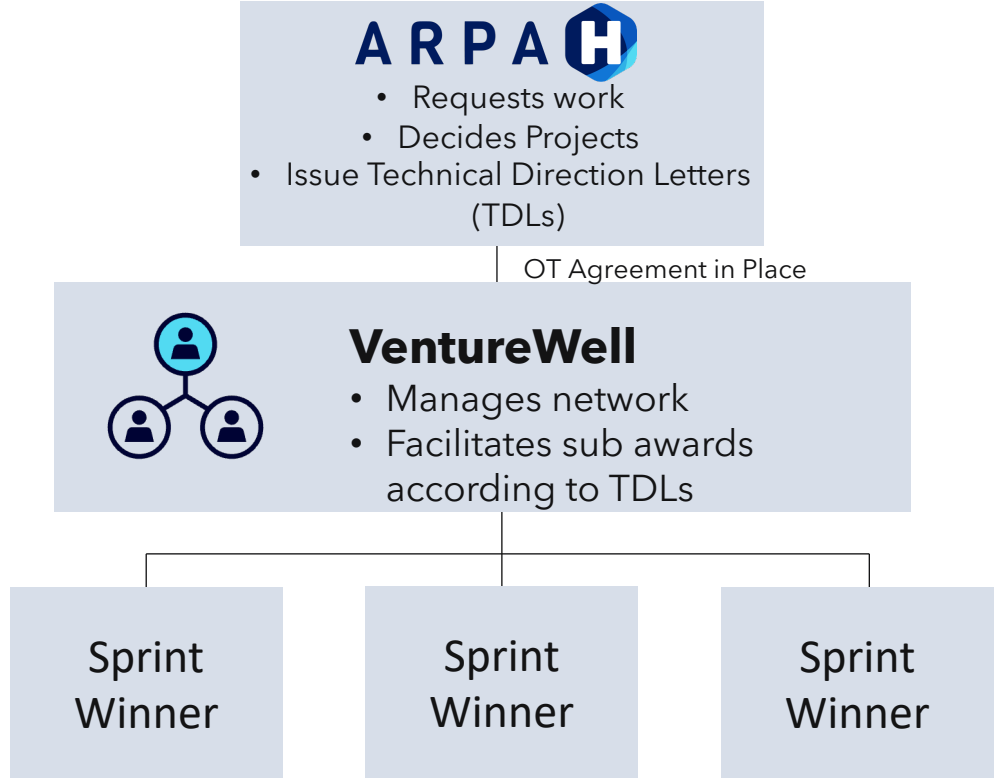 ARPA H
• Requests work
• Decides Projects
• Issue Technical Direction Letters
(TDLs)
OT Agreement in Place
VentureWell
• Manages network
• Facilitates sub awards
according to TDLs
Sprint
Winner
Sprint
Winner
Sprint
Winner